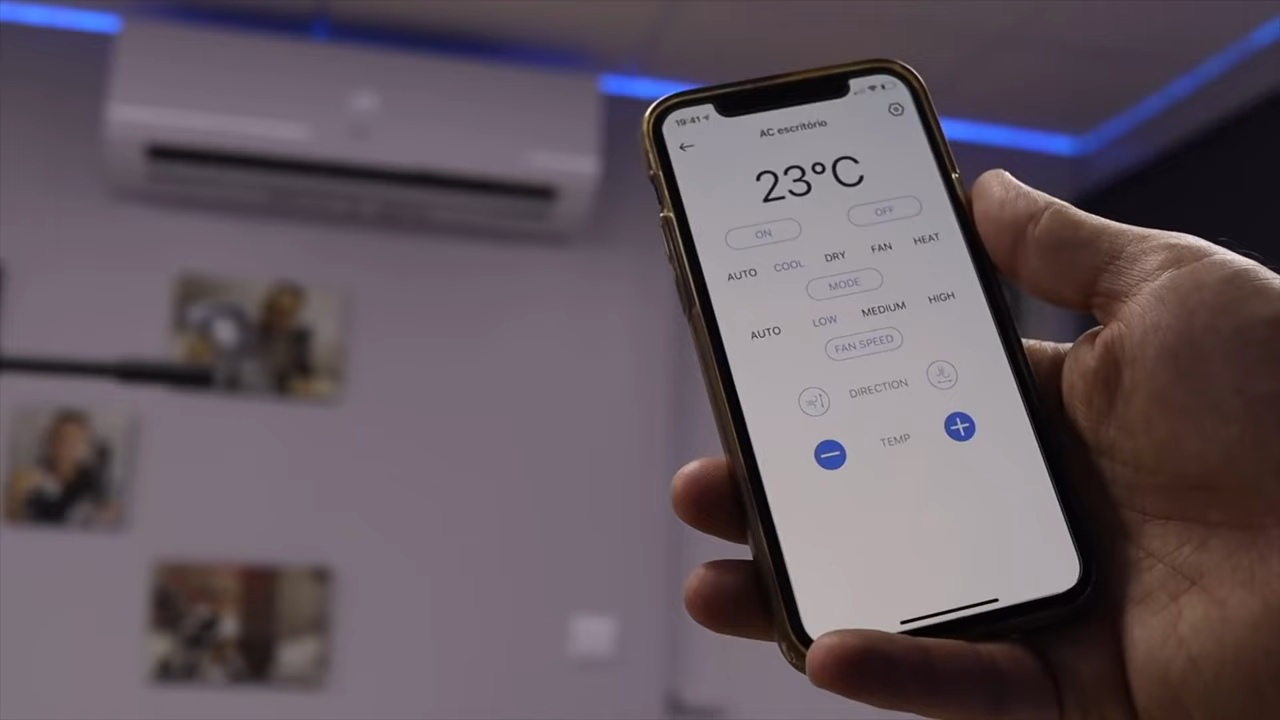 19:41
AC escritório
23°C
ON OFF
AUTO COOL DRY FAN HEAT
MODE
AUTO LOW MEDIUM HIGH
FAN SPEED
DIRECTION
TEMP